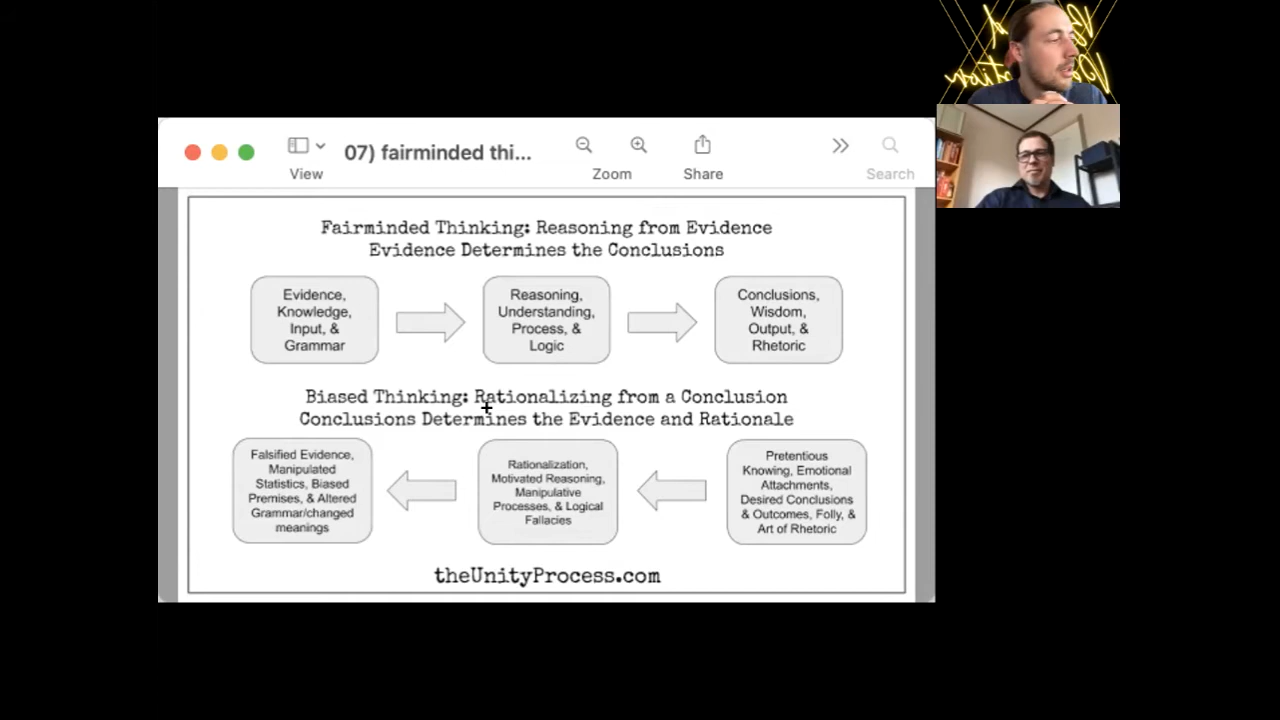 07) fairminded thi...
View
Zoom
Share
Search
Fairminded Thinking: Reasoning from Evidence
Evidence Determines the Conclusions
Evidence,
Knowledge,
Input, &
Grammar
Reasoning,
Understanding,
Process, &
Logic
Conclusions,
Wisdom,
Output, &
Rhetoric
Biased Thinking: Rationalizing from a Conclusion
Conclusions Determines the Evidence and Rationale
Falsified Evidence,
Manipulated
Statistics, Biased
Premises, & Altered
Grammar/changed
meanings
Rationalization,
Motivated Reasoning,
Manipulative
Processes, & Logical
Fallacies
Pretentious
Knowing, Emotional
Attachments,
Desired Conclusions
& Outcomes, Folly, &
Art of Rhetoric
theUnityProcess.com